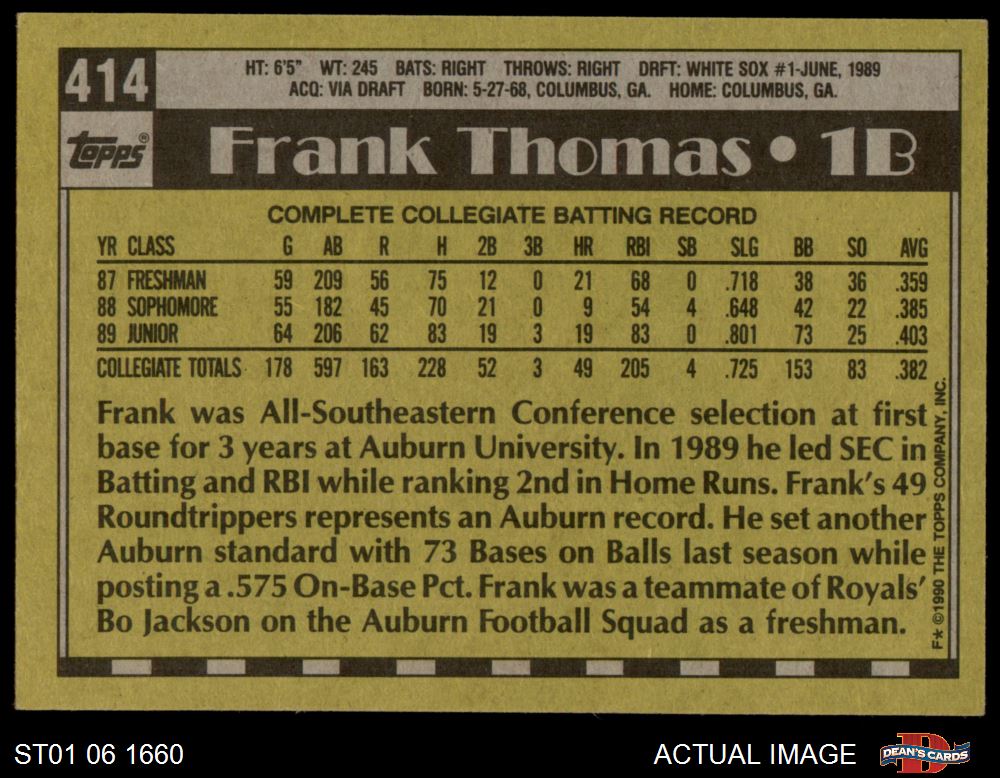 414
HT: 6'5" WT: 245 BATS: RIGHT THROWS: RIGHT DRFT: WHITE SOX #1-JUNE, 1989
ACQ: VIA DRAFT BORN: 5-27-68, COLUMBUS, GA. HOME: COLUMBUS, GA.
topps®
Frank Thomas • 1B
COMPLETE COLLEGIATE BATTING RECORD
YR CLASS G AB R H 2B 3B HR RBI SB SLG BB SO AVG
87 FRESHMAN 59 209 56 75 12 0 21 68 0 .718 38 36 .359
88 SOPHOMORE 55 182 45 70 21 0 9 54 4 .648 42 22 .385
89 JUNIOR 64 206 62 83 19 3 19 83 0 .801 73 25 .403
COLLEGIATE TOTALS 178 597 163 228 52 3 49 205 4 .725 153 83 .382
Frank was All-Southeastern Conference selection at first
base for 3 years at Auburn University. In 1989 he led SEC in
Batting and RBI while ranking 2nd in Home Runs. Frank's 49
Roundtrippers represents an Auburn record. He set another
Auburn standard with 73 Bases on Balls last season while
posting a .575 On-Base Pct. Frank was a teammate of Royals'
Bo Jackson on the Auburn Football Squad as a freshman.
F* ©1990 THE TOPPS COMPANY, INC.
ST01 06 1660
ACTUAL IMAGE
D
DEAN'S CARDS